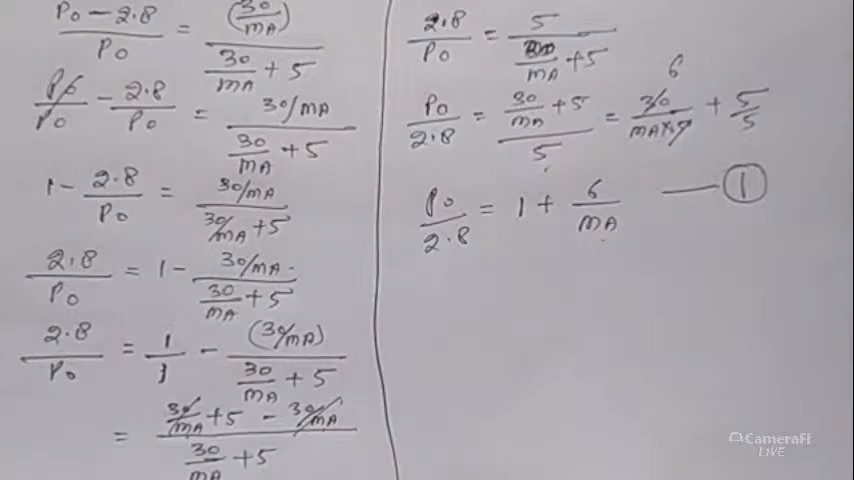 (P₀ - 2.8)/P₀ = (30/MA)/(30/MA + 5)
P₀/P₀ - 2.8/P₀ = (30/MA)/(30/MA + 5)
1 - 2.8/P₀ = (30/MA)/(30/MA + 5)
2.8/P₀ = 1 - (30/MA)/(30/MA + 5)
2.8/P₀ = 1/1 - (30/MA)/(30/MA + 5)
= (30/MA + 5 - 30/MA)/(30/MA + 5)
2.8/P₀ = 5/(30/MA + 5)
6
P₀/2.8 = (30/MA + 5)/5 = 30/(MA×5) + 5/5
P₀/2.8 = 1 + 6/MA — ①
CameraFi
LIVE